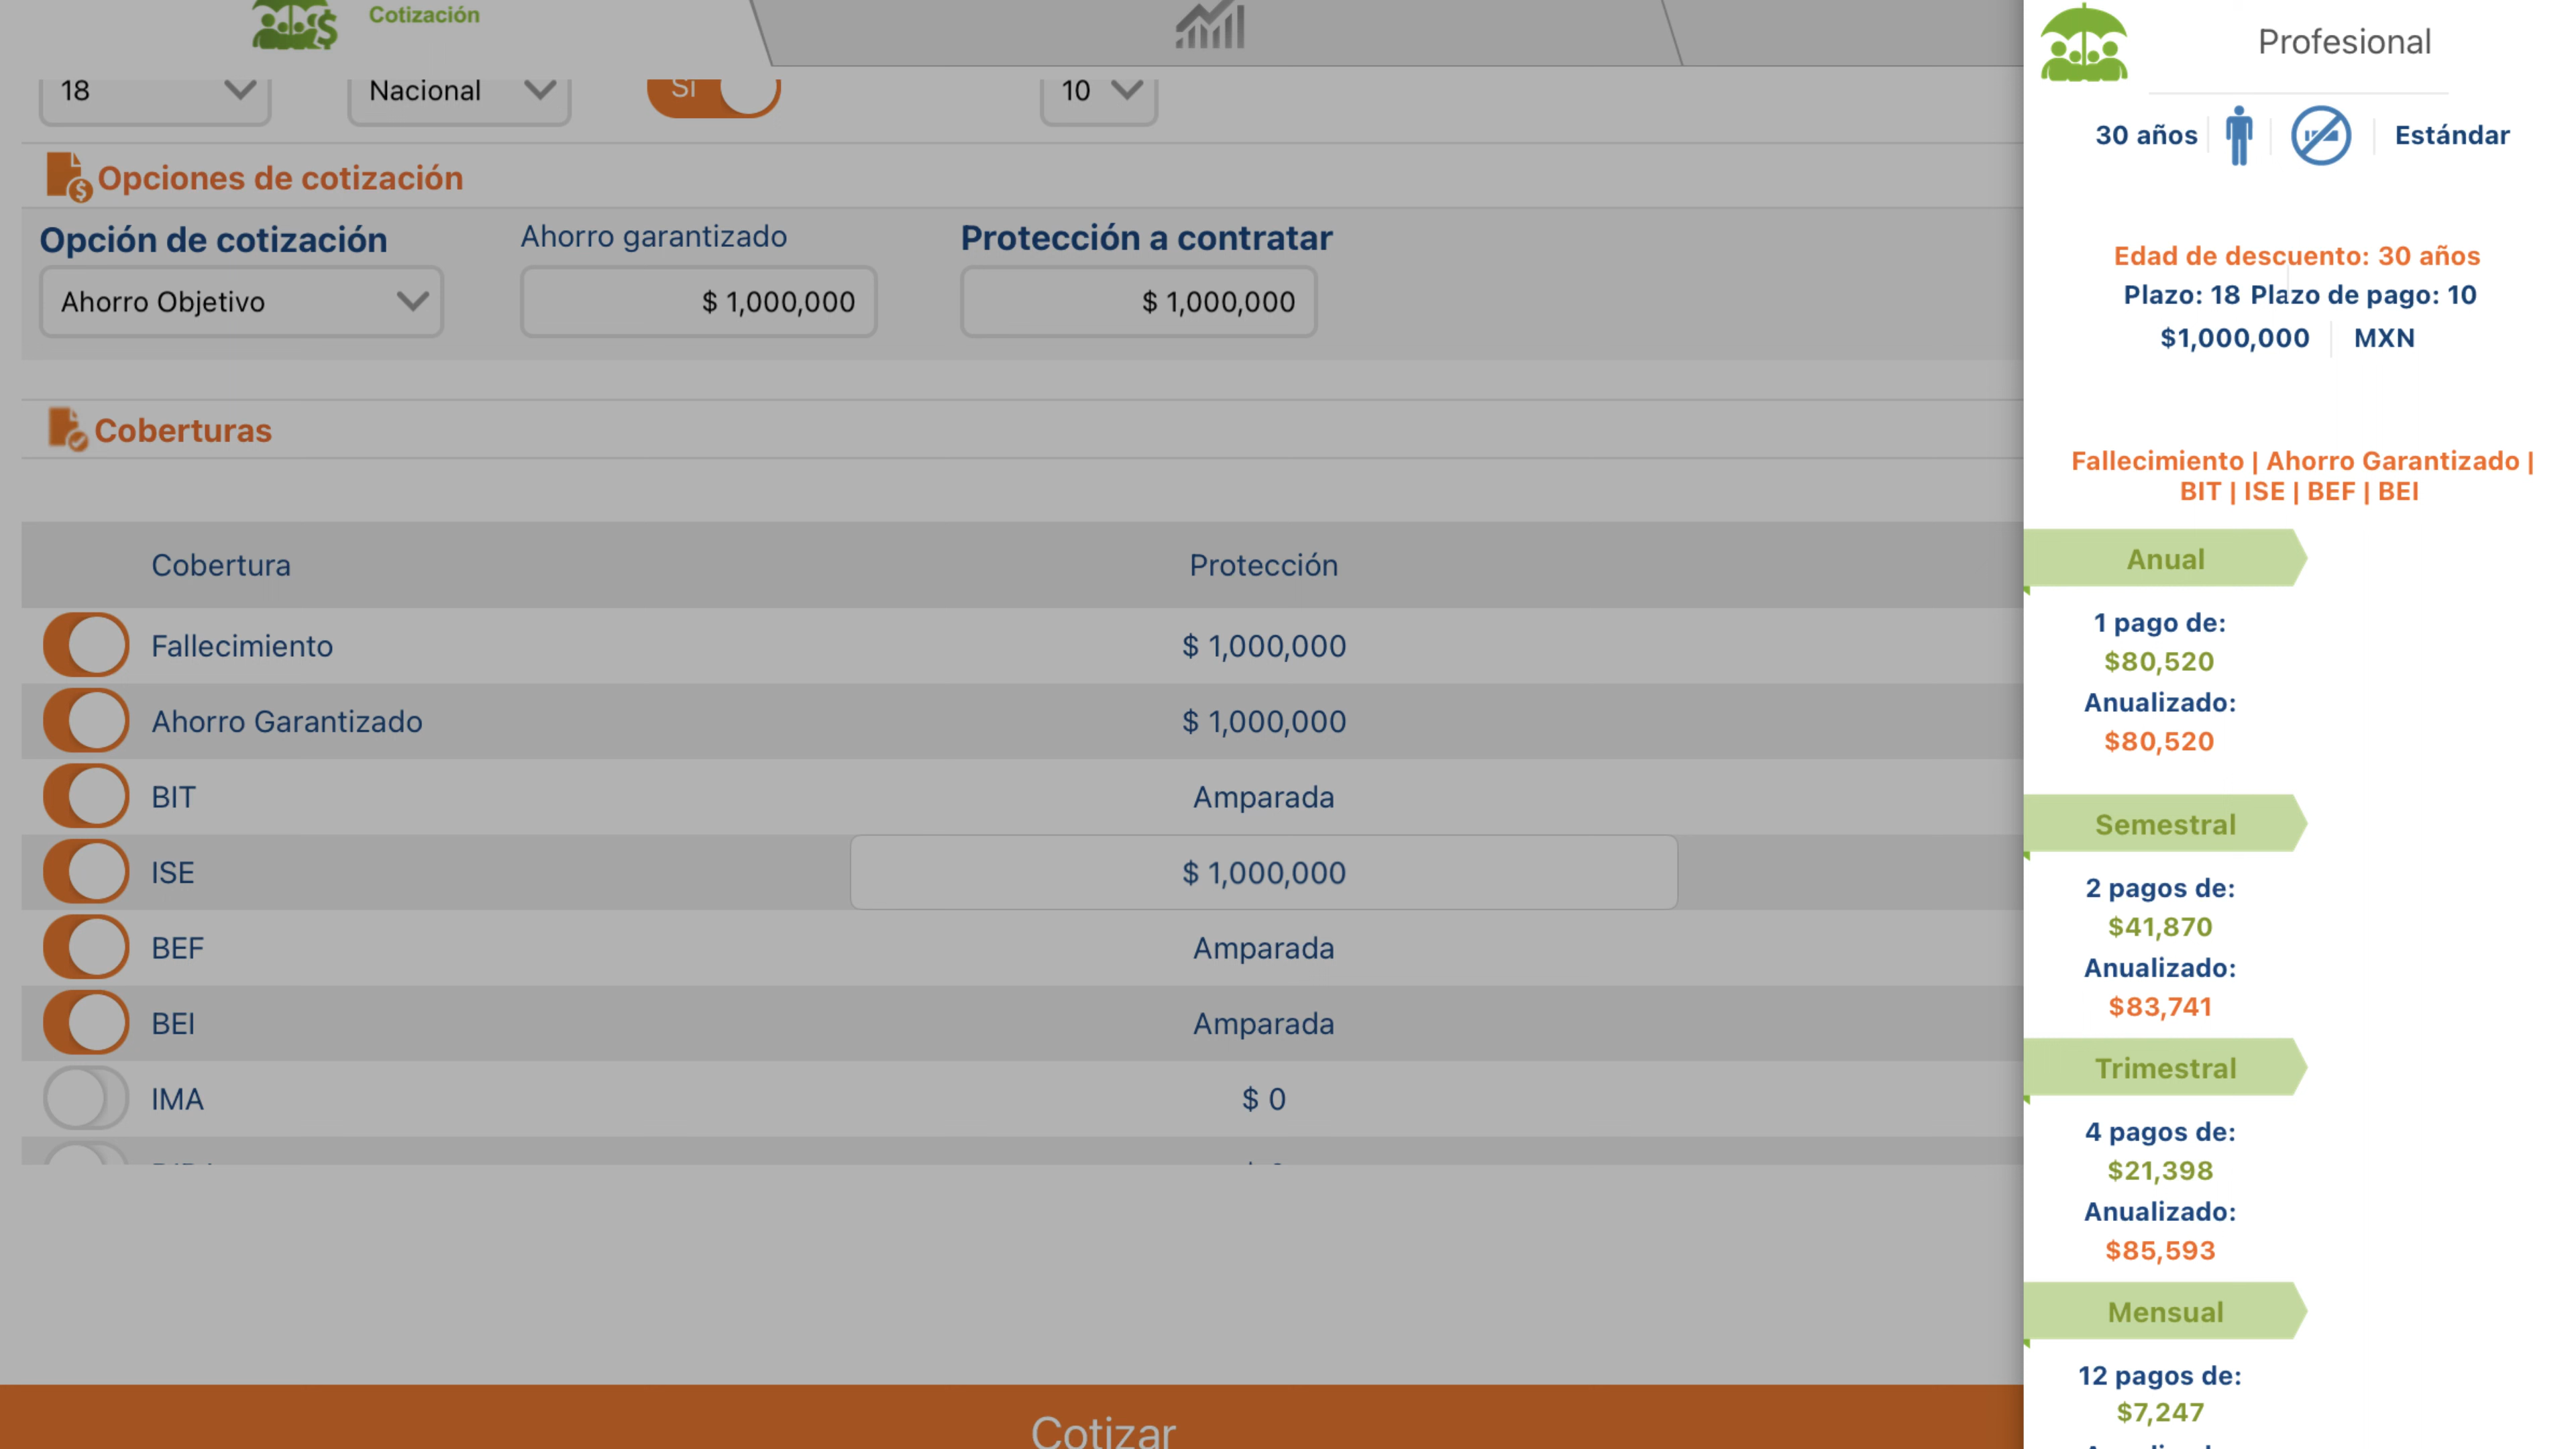 Cotización
18
Nacional
SI
10
Opciones de cotización
Opción de cotización
Ahorro garantizado
Protección a contratar
Ahorro Objetivo
$ 1,000,000
$ 1,000,000
Coberturas
Cobertura
Protección
Fallecimiento
$ 1,000,000
Ahorro Garantizado
$ 1,000,000
BIT
Amparada
ISE
$ 1,000,000
BEF
Amparada
BEI
Amparada
IMA
$ 0
Cotizar
Profesional
30 años
Estándar
Edad de descuento: 30 años
Plazo: 18 Plazo de pago: 10
$1,000,000
MXN
Fallecimiento | Ahorro Garantizado |
BIT | ISE | BEF | BEI
Anual
1 pago de:
$80,520
Anualizado:
$80,520
Semestral
2 pagos de:
$41,870
Anualizado:
$83,741
Trimestral
4 pagos de:
$21,398
Anualizado:
$85,593
Mensual
12 pagos de:
$7,247